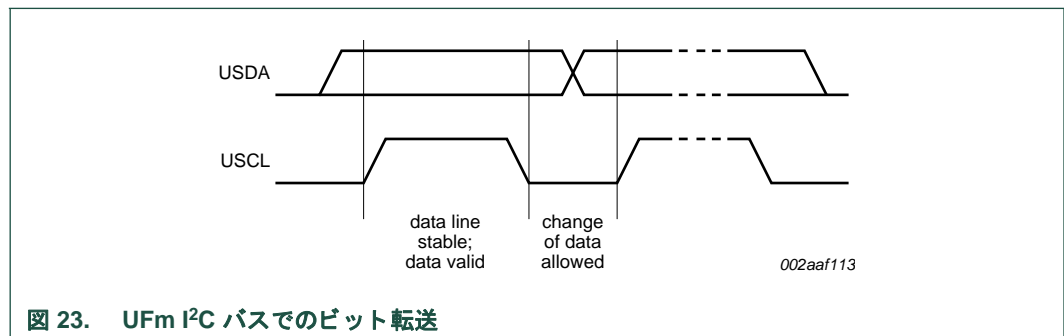 USDA
USCL
data line
stable;
data valid
change
of data
allowed
002aaf113
図 23. UFm I²C バスでのビット転送